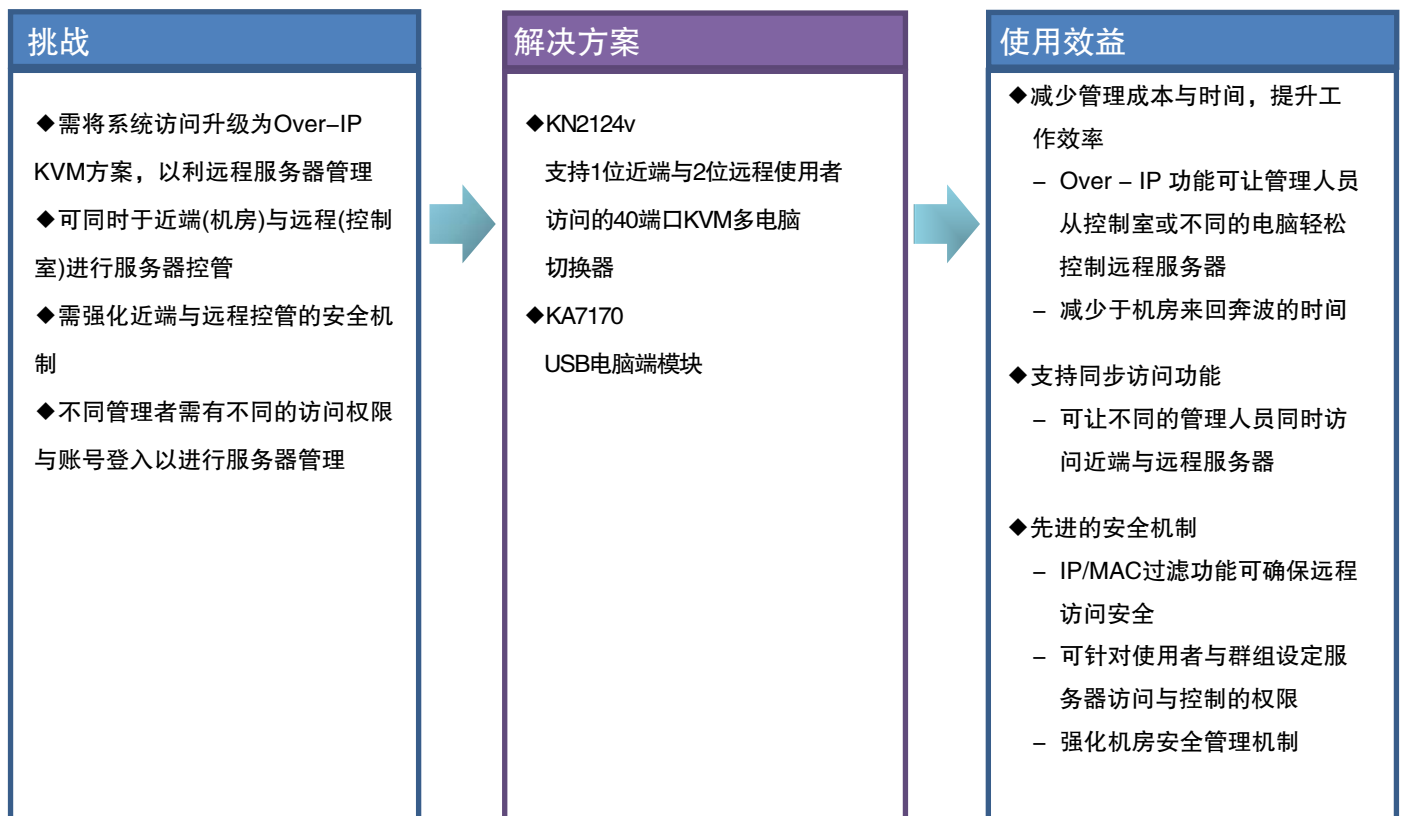 挑战
◆需将系统访问升级为Over–IP
KVM方案，以利远程服务器管理
◆可同时于近端(机房)与远程(控制
室)进行服务器控管
◆需强化近端与远程控管的安全机
制
◆不同管理者需有不同的访问权限
与账号登入以进行服务器管理
解决方案
◆KN2124v
支持1位近端与2位远程使用者
访问的40端口KVM多电脑
切换器
◆KA7170
USB电脑端模块
使用效益
◆减少管理成本与时间，提升工
作效率
– Over – IP 功能可让管理人员
从控制室或不同的电脑轻松
控制远程服务器
– 减少于机房来回奔波的时间
◆支持同步访问功能
– 可让不同的管理人员同时访
问近端与远程服务器
◆先进的安全机制
– IP/MAC过滤功能可确保远程
访问安全
– 可针对使用者与群组设定服
务器访问与控制的权限
– 强化机房安全管理机制